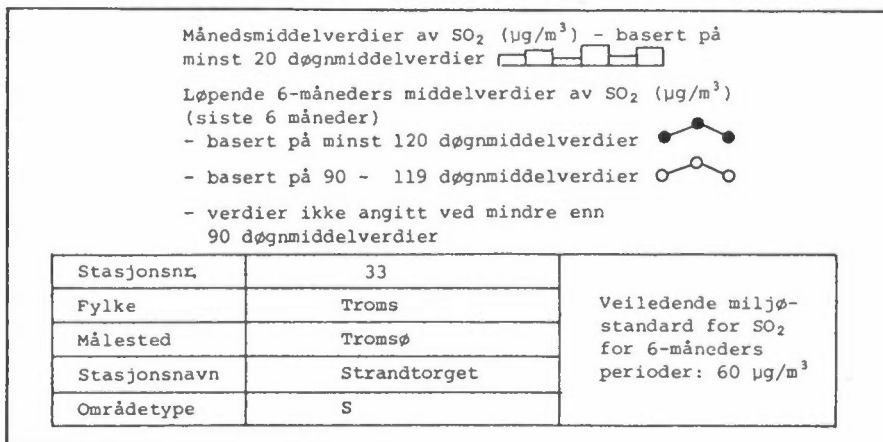 Månedsmiddelverdier av SO₂ (µg/m³) - basert på
minst 20 døgnmiddelverdier
Løpende 6-måneders middelverdier av SO₂ (µg/m³)
(siste 6 måneder)
- basert på minst 120 døgnmiddelverdier
- basert på 90 - 119 døgnmiddelverdier
- verdier ikke angitt ved mindre enn
90 døgnmiddelverdier
Stasjonsnr. 33
Fylke Troms
Målested Tromsø
Stasjonsnavn Strandtorget
Områdetype S
Veiledende miljø-
standard for SO₂
for 6-måneders
perioder: 60 µg/m³